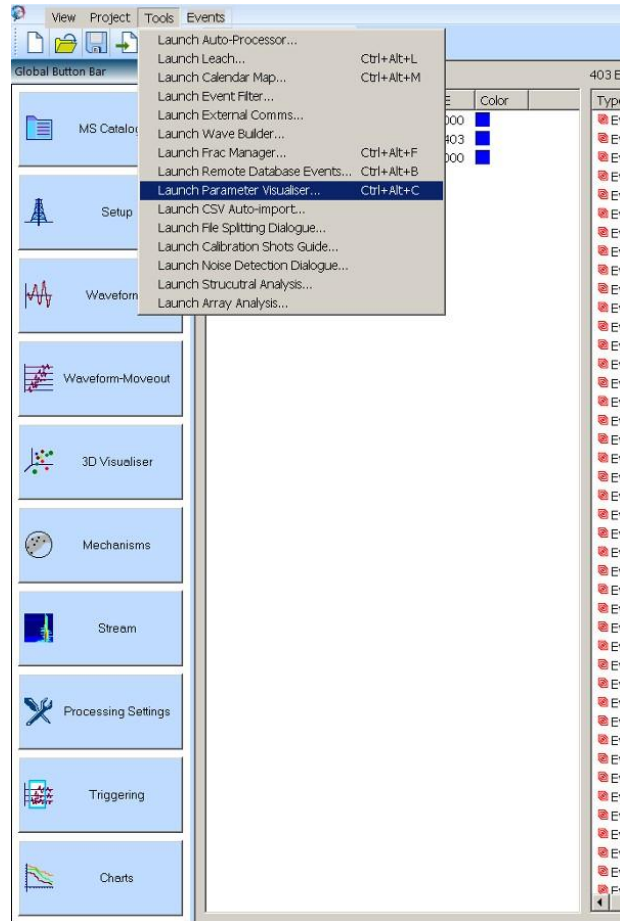 View Project Tools Events
Launch Auto-Processor...
Launch Leach... Ctrl+Alt+L
Launch Calendar Map... Ctrl+Alt+M
Launch Event Filter...
Launch External Comms...
Launch Wave Builder...
Launch Frac Manager... Ctrl+Alt+F
Launch Remote Database Events... Ctrl+Alt+B
Launch Parameter Visualiser... Ctrl+Alt+C
Launch CSV Auto-import...
Launch File Splitting Dialogue...
Launch Calibration Shots Guide...
Launch Noise Detection Dialogue...
Launch Strucutral Analysis...
Launch Array Analysis...
Global Button Bar
MS Catalog
Setup
Waveform
Waveform-Moveout
3D Visualiser
Mechanisms
Stream
Processing Settings
Triggering
Charts
E Color
000
403
000
403 E
Type